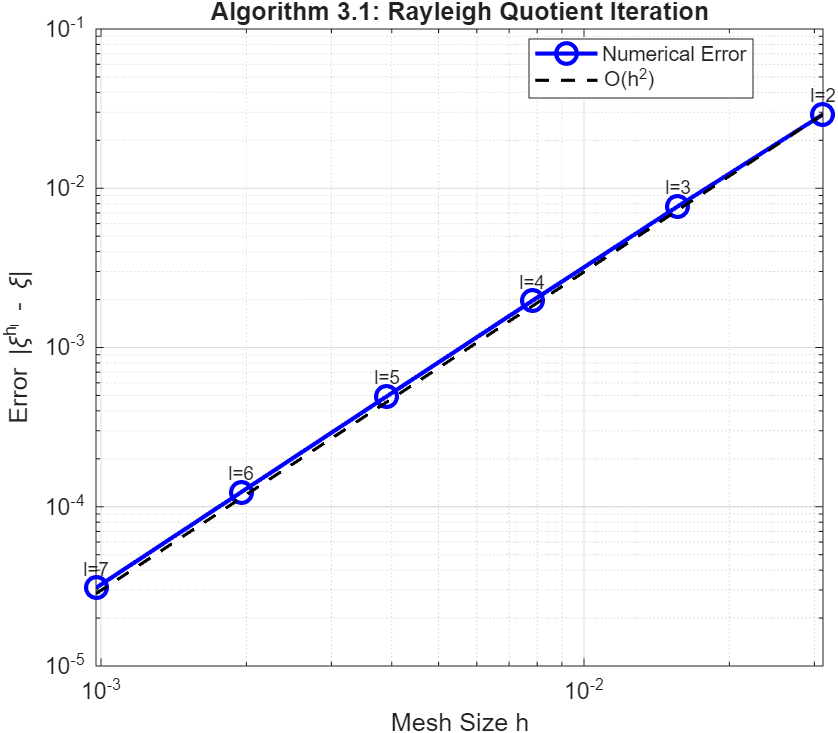 Algorithm 3.1: Rayleigh Quotient Iteration
Numerical Error
O(h²)
l=2
l=3
l=4
l=5
l=6
l=7
10⁻¹
10⁻²
10⁻³
10⁻⁴
10⁻⁵
Error |ξ^{h_l} - ξ|
10⁻³
10⁻²
Mesh Size h